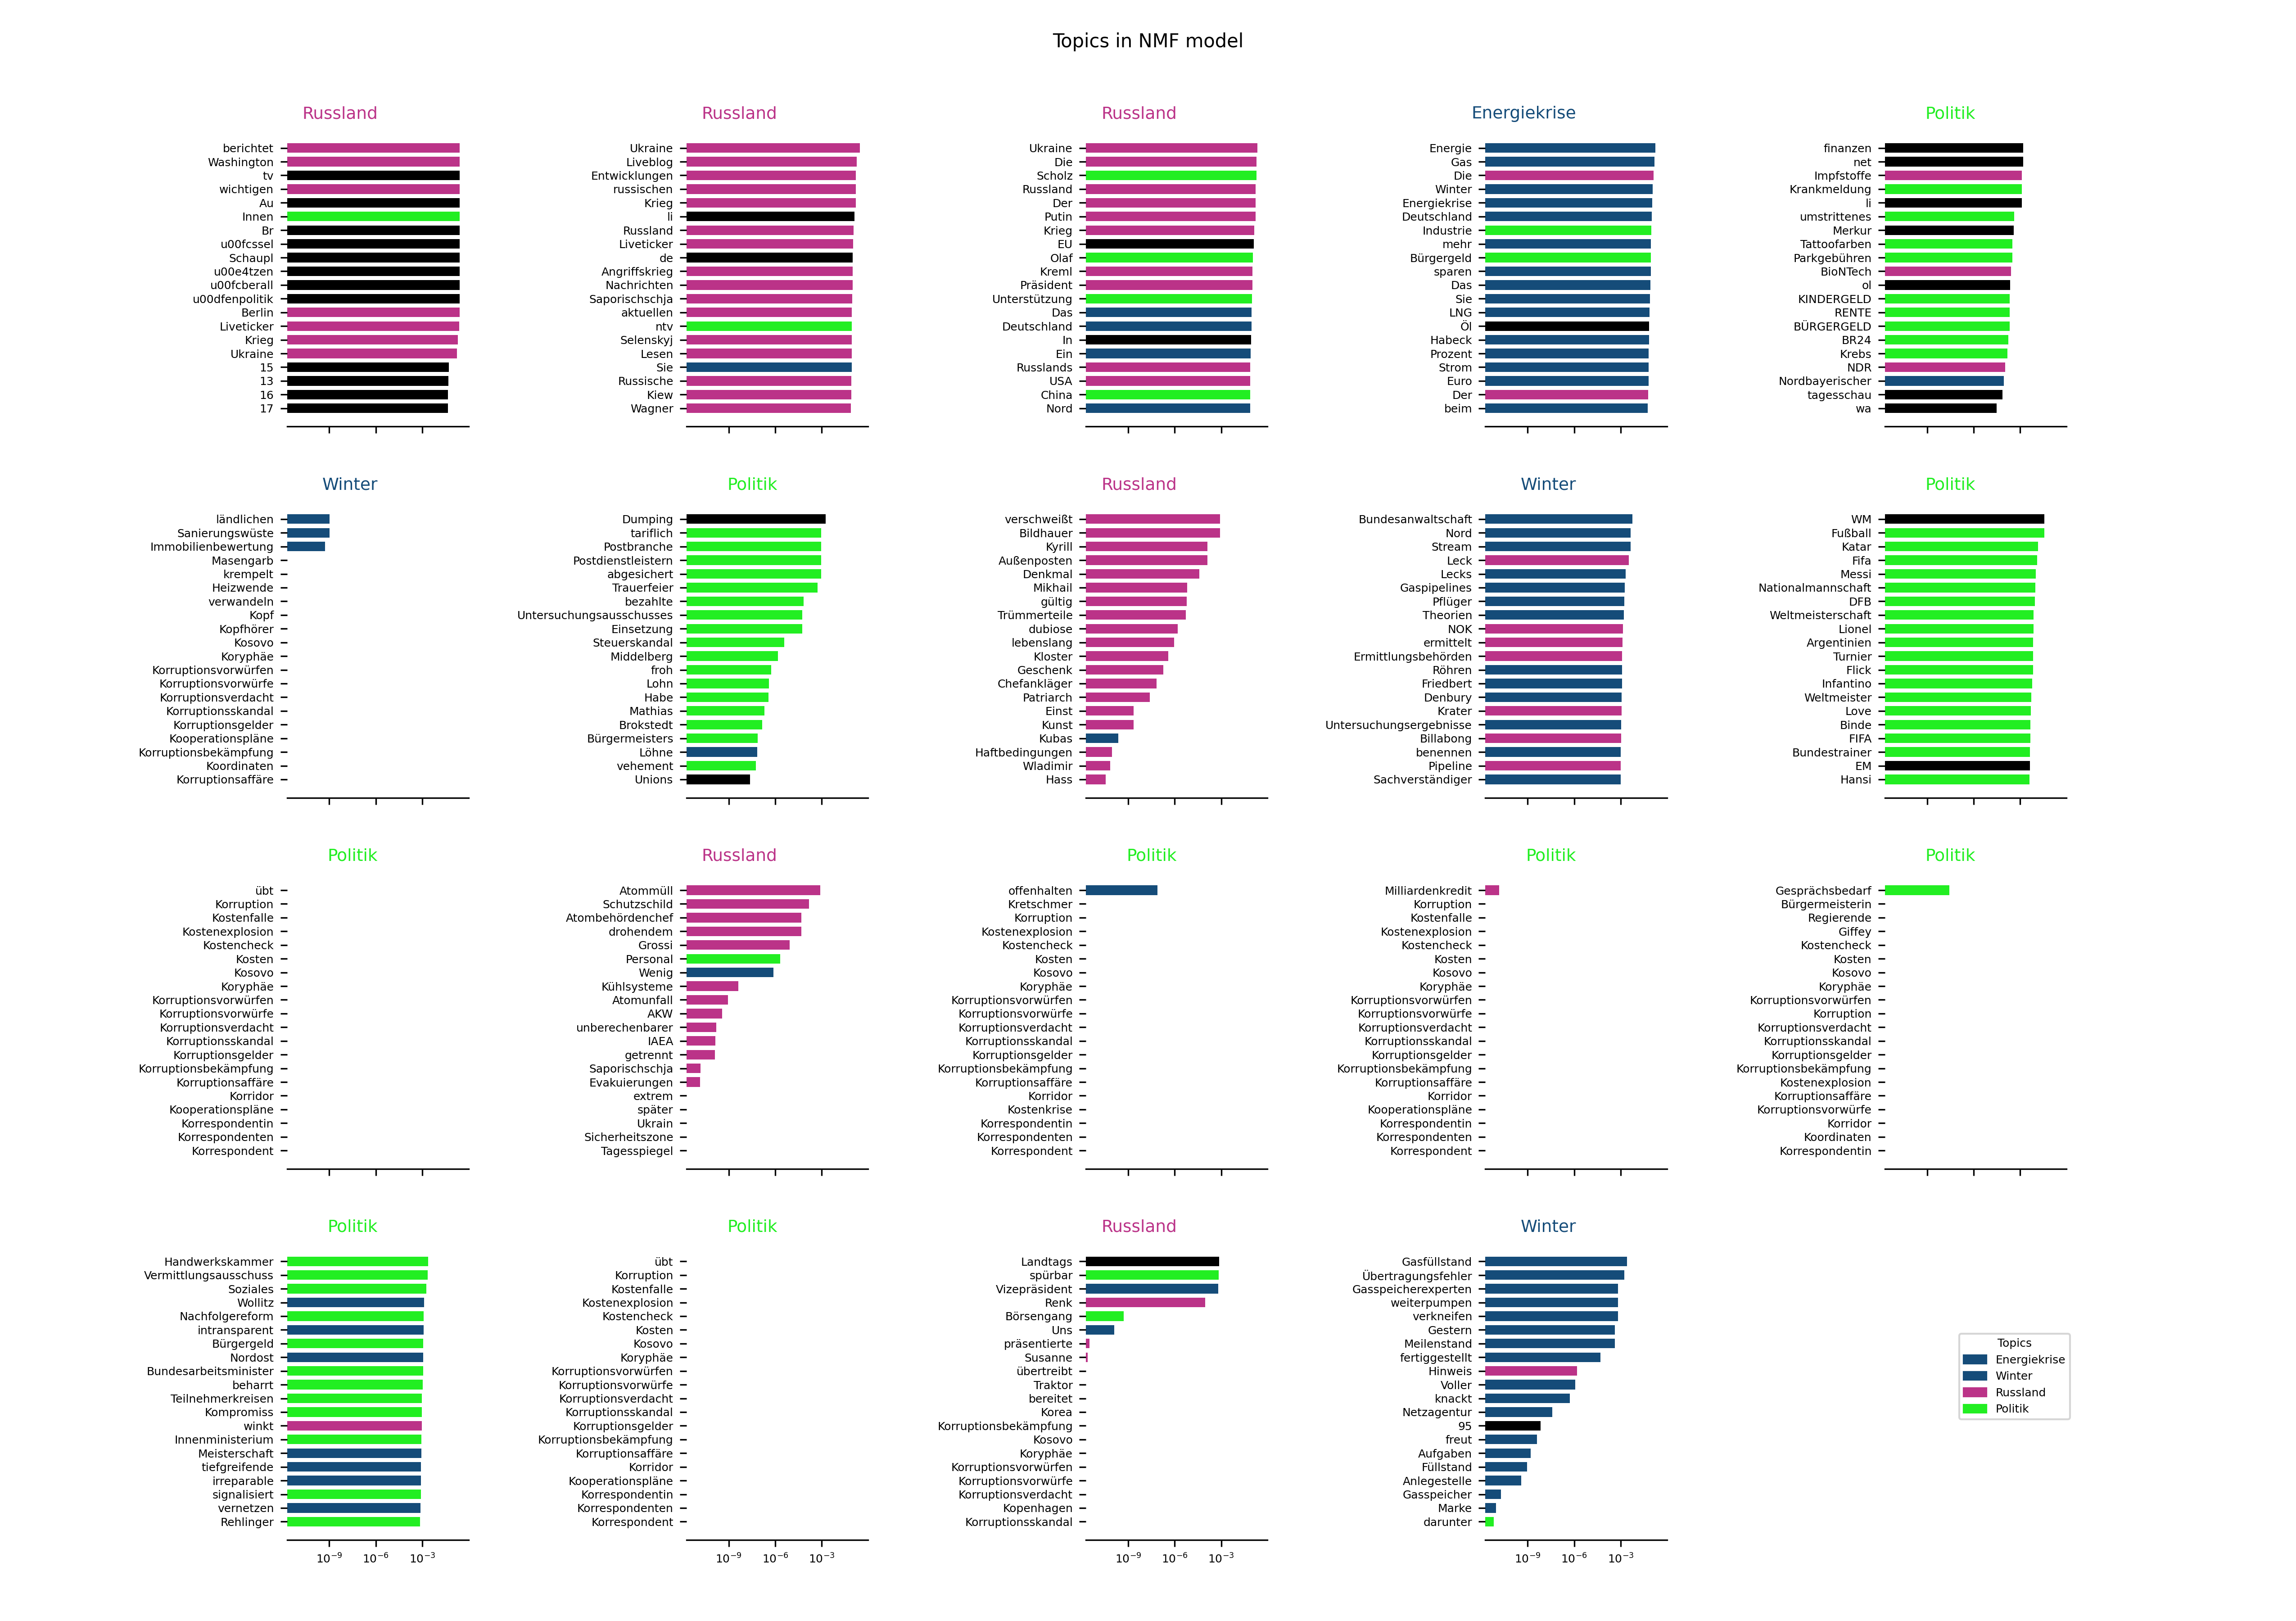 Topics in NMF model
Russland
berichtet
Washington
tv
wichtigen
Au
Innen
Br
u00fcssel
Schaupl
u00e4tzen
u00fcberall
u00dfenpolitik
Berlin
Liveticker
Krieg
Ukraine
15
13
16
17
Russland
Ukraine
Liveblog
Entwicklungen
russischen
Krieg
li
Russland
Liveticker
de
Angriffskrieg
Nachrichten
Saporischschja
aktuellen
ntv
Selenskyj
Lesen
Sie
Russische
Kiew
Wagner
Russland
Ukraine
Die
Scholz
Russland
Der
Putin
Krieg
EU
Olaf
Kreml
Präsident
Unterstützung
Das
Deutschland
In
Ein
Russlands
USA
China
Nord
Energiekrise
Energie
Gas
Die
Winter
Energiekrise
Deutschland
Industrie
mehr
Bürgergeld
sparen
Das
Sie
LNG
Öl
Habeck
Prozent
Strom
Euro
Der
beim
Politik
finanzen
net
Impfstoffe
Krankmeldung
li
umstrittenes
Merkur
Tattoofarben
Parkgebühren
BioNTech
ol
KINDERGELD
RENTE
BÜRGERGELD
BR24
Krebs
NDR
Nordbayerischer
tagesschau
wa
Winter
ländlichen
Sanierungswüste
Immobilienbewertung
Masengarb
krempelt
Heizwende
verwandeln
Kopf
Kopfhörer
Kosovo
Koryphäe
Korruptionsvorwürfen
Korruptionsvorwürfe
Korruptionsverdacht
Korruptionsskandal
Korruptionsgelder
Kooperationspläne
Korruptionsbekämpfung
Koordinaten
Korruptionsaffäre
Politik
Dumping
tariflich
Postbranche
Postdienstleistern
abgesichert
Trauerfeier
bezahlte
Untersuchungsausschusses
Einsetzung
Steuerskandal
Middelberg
froh
Lohn
Habe
Mathias
Brokstedt
Bürgermeisters
Löhne
vehement
Unions
Russland
verschweißt
Bildhauer
Kyrill
Außenposten
Denkmal
Mikhail
gültig
Trümmerteile
dubiose
lebenslang
Kloster
Geschenk
Chefankläger
Patriarch
Einst
Kunst
Kubas
Haftbedingungen
Wladimir
Hass
Winter
Bundesanwaltschaft
Nord
Stream
Leck
Lecks
Gaspipelines
Pflüger
Theorien
NOK
ermittelt
Ermittlungsbehörden
Röhren
Friedbert
Denbury
Krater
Untersuchungsergebnisse
Billabong
benennen
Pipeline
Sachverständiger
Politik
WM
Fußball
Katar
Fifa
Messi
Nationalmannschaft
DFB
Weltmeisterschaft
Lionel
Argentinien
Turnier
Flick
Infantino
Weltmeister
Love
Binde
FIFA
Bundestrainer
EM
Hansi
Politik
übt
Korruption
Kostenfalle
Kostenexplosion
Kostencheck
Kosten
Kosovo
Koryphäe
Korruptionsvorwürfen
Korruptionsvorwürfe
Korruptionsverdacht
Korruptionsskandal
Korruptionsgelder
Korruptionsbekämpfung
Korruptionsaffäre
Korridor
Kooperationspläne
Korrespondentin
Korrespondenten
Korrespondent
Russland
Atommüll
Schutzschild
Atombehördenchef
drohendem
Grossi
Personal
Wenig
Kühlsysteme
Atomunfall
AKW
unberechenbarer
IAEA
getrennt
Saporischschja
Evakuierungen
extrem
später
Ukrain
Sicherheitszone
Tagesspiegel
Politik
offenhalten
Kretschmer
Korruption
Kostenexplosion
Kostencheck
Kosten
Kosovo
Koryphäe
Korruptionsvorwürfen
Korruptionsvorwürfe
Korruptionsverdacht
Korruptionsskandal
Korruptionsgelder
Korruptionsbekämpfung
Korruptionsaffäre
Korridor
Kostenkrise
Korrespondentin
Korrespondenten
Korrespondent
Politik
Milliardenkredit
Korruption
Kostenfalle
Kostenexplosion
Kostencheck
Kosten
Kosovo
Koryphäe
Korruptionsvorwürfen
Korruptionsvorwürfe
Korruptionsverdacht
Korruptionsskandal
Korruptionsgelder
Korruptionsbekämpfung
Korruptionsaffäre
Korridor
Kooperationspläne
Korrespondentin
Korrespondenten
Korrespondent
Politik
Gesprächsbedarf
Bürgermeisterin
Regierende
Giffey
Kostencheck
Kosten
Kosovo
Koryphäe
Korruptionsvorwürfen
Korruption
Korruptionsverdacht
Korruptionsskandal
Korruptionsgelder
Korruptionsbekämpfung
Kostenexplosion
Korruptionsaffäre
Korruptionsvorwürfe
Korridor
Koordinaten
Korrespondentin
Politik
Handwerkskammer
Vermittlungsausschuss
Soziales
Wollitz
Nachfolgereform
intransparent
Bürgergeld
Nordost
Bundesarbeitsminister
beharrt
Teilnehmerkreisen
Kompromiss
winkt
Innenministerium
Meisterschaft
tiefgreifende
irreparable
signalisiert
vernetzen
Rehlinger
10⁻⁹ 10⁻⁶ 10⁻³
Politik
übt
Korruption
Kostenfalle
Kostenexplosion
Kostencheck
Kosten
Kosovo
Koryphäe
Korruptionsvorwürfen
Korruptionsvorwürfe
Korruptionsverdacht
Korruptionsskandal
Korruptionsgelder
Korruptionsbekämpfung
Korruptionsaffäre
Korridor
Kooperationspläne
Korrespondentin
Korrespondenten
Korrespondent
10⁻⁹ 10⁻⁶ 10⁻³
Russland
Landtags
spürbar
Vizepräsident
Renk
Börsengang
Uns
präsentierte
Susanne
übertreibt
Traktor
bereitet
Korea
Korruptionsbekämpfung
Kosovo
Koryphäe
Korruptionsvorwürfen
Korruptionsvorwürfe
Korruptionsverdacht
Kopenhagen
Korruptionsskandal
10⁻⁹ 10⁻⁶ 10⁻³
Winter
Gasfüllstand
Übertragungsfehler
Gasspeicherexperten
weiterpumpen
verkneifen
Gestern
Meilenstand
fertiggestellt
Hinweis
Voller
knackt
Netzagentur
95
freut
Aufgaben
Füllstand
Anlegestelle
Gasspeicher
Marke
darunter
10⁻⁹ 10⁻⁶ 10⁻³
Topics
Energiekrise
Winter
Russland
Politik